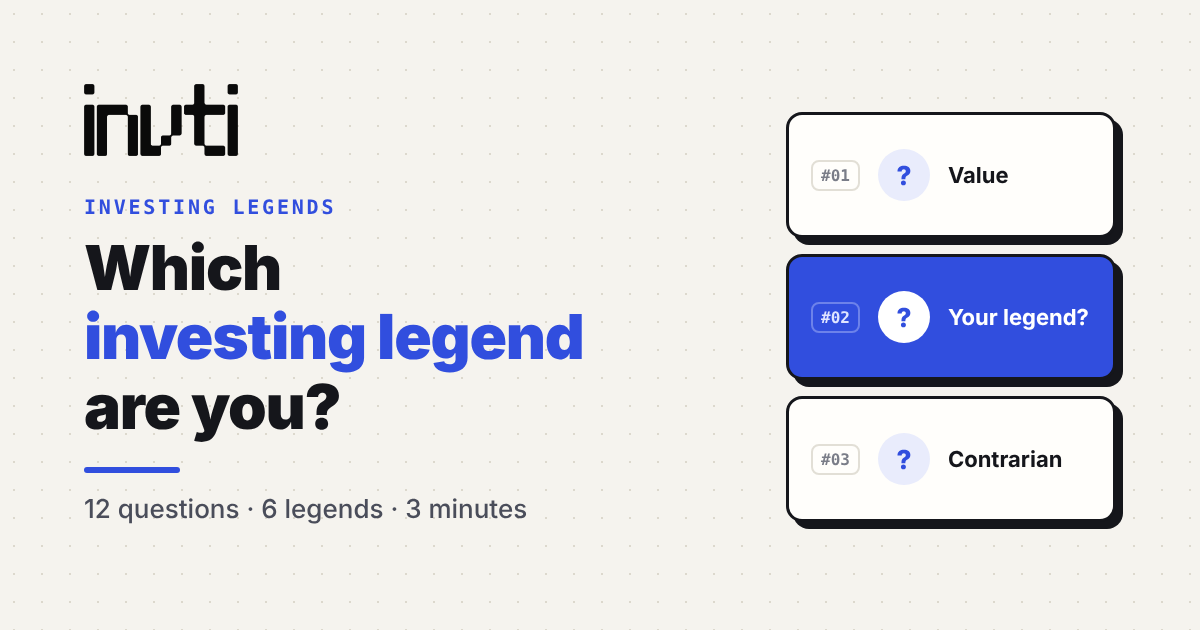 inuti
INVESTING LEGENDS
Which
investing legend
are you?
12 questions · 6 legends · 3 minutes
#01 ? Value
#02 ? Your legend?
#03 ? Contrarian